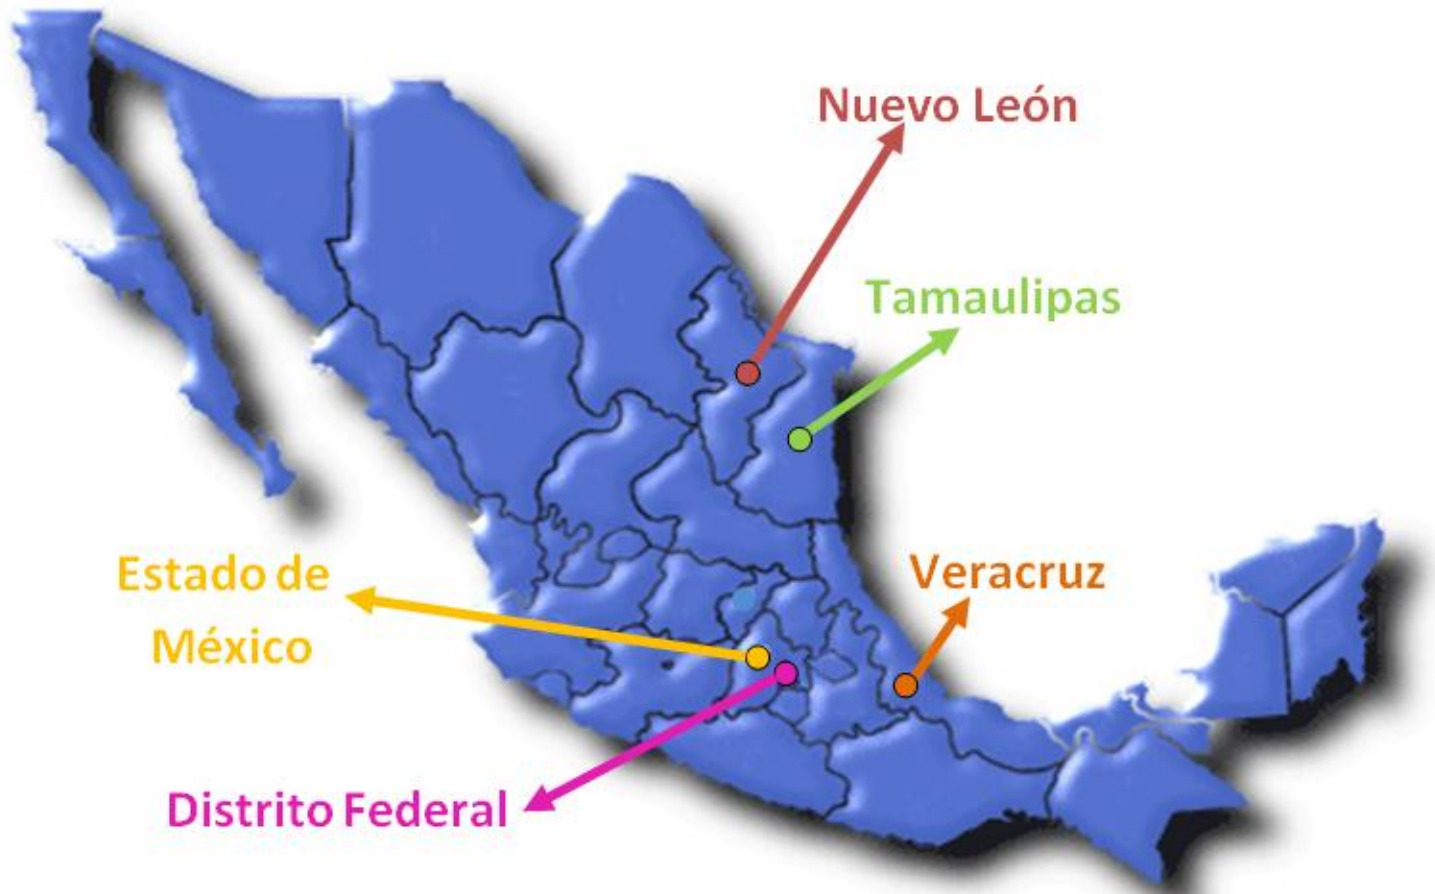 Nuevo León
Tamaulipas
Estado de
México
Veracruz
Distrito Federal